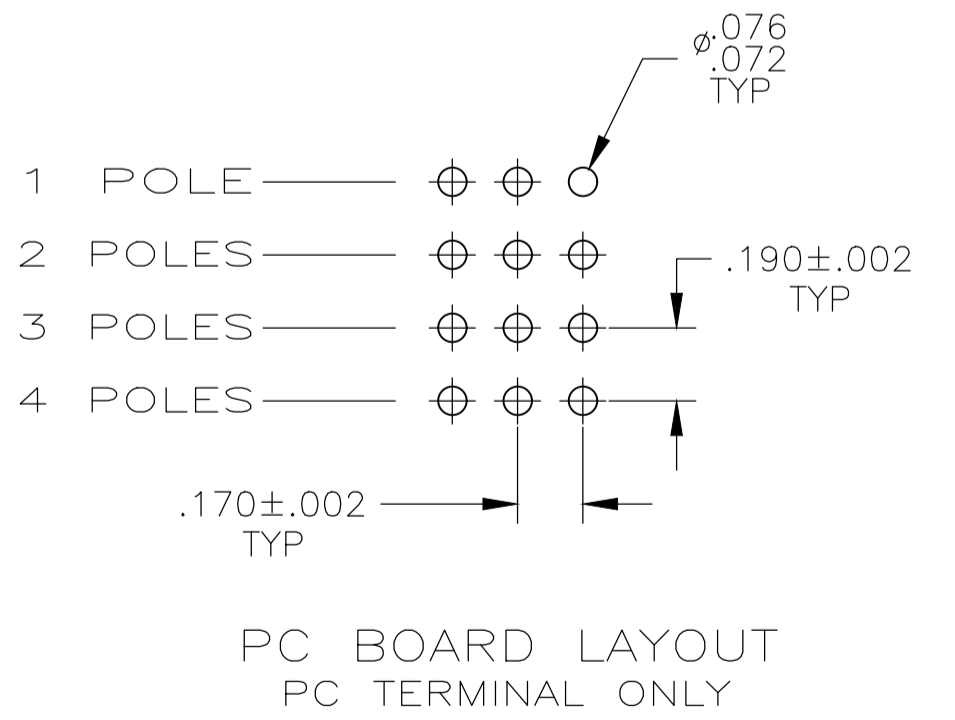 ⌀.076
.072
TYP
1 POLE
2 POLES
.190±.002
TYP
3 POLES
4 POLES
.170±.002
TYP
PC BOARD LAYOUT
PC TERMINAL ONLY